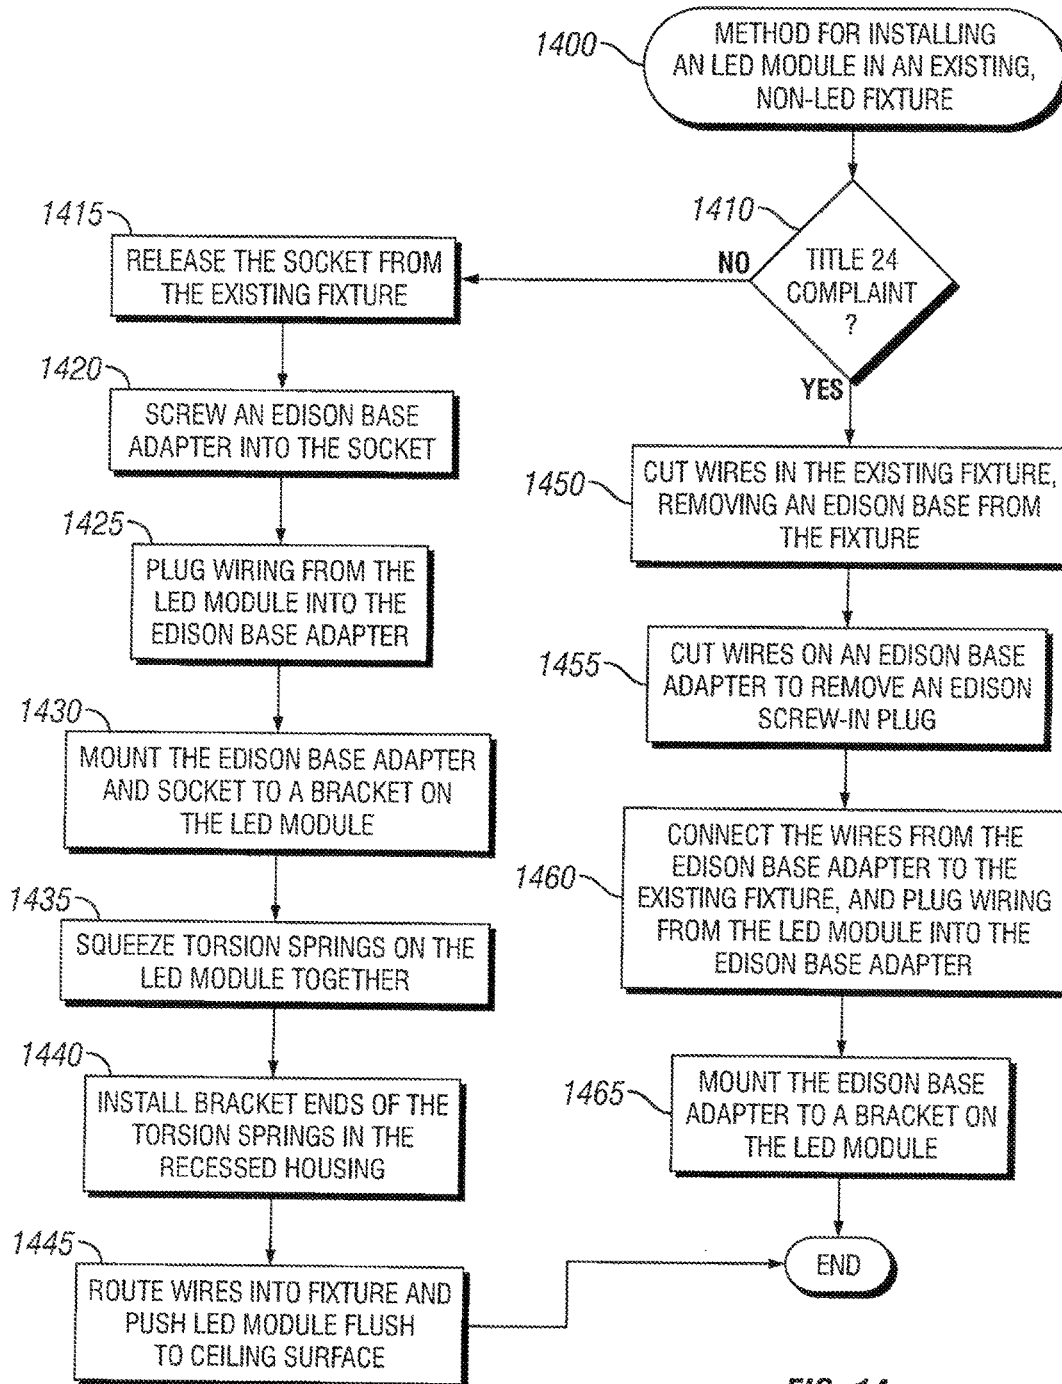 1400
METHOD FOR INSTALLING
AN LED MODULE IN AN EXISTING,
NON-LED FIXTURE
1410
TITLE 24
COMPLAINT
?
NO
YES
1415
RELEASE THE SOCKET FROM
THE EXISTING FIXTURE
1420
SCREW AN EDISON BASE
ADAPTER INTO THE SOCKET
1425
PLUG WIRING FROM THE
LED MODULE INTO THE
EDISON BASE ADAPTER
1430
MOUNT THE EDISON BASE ADAPTER
AND SOCKET TO A BRACKET ON
THE LED MODULE
1435
SQUEEZE TORSION SPRINGS ON THE
LED MODULE TOGETHER
1440
INSTALL BRACKET ENDS OF THE
TORSION SPRINGS IN THE
RECESSED HOUSING
1445
ROUTE WIRES INTO FIXTURE AND
PUSH LED MODULE FLUSH
TO CEILING SURFACE
1450
CUT WIRES IN THE EXISTING FIXTURE,
REMOVING AN EDISON BASE FROM
THE FIXTURE
1455
CUT WIRES ON AN EDISON BASE
ADAPTER TO REMOVE AN EDISON
SCREW-IN PLUG
1460
CONNECT THE WIRES FROM THE
EDISON BASE ADAPTER TO THE
EXISTING FIXTURE, AND PLUG WIRING
FROM THE LED MODULE INTO THE
EDISON BASE ADAPTER
1465
MOUNT THE EDISON BASE
ADAPTER TO A BRACKET ON
THE LED MODULE
END
FIG. 14